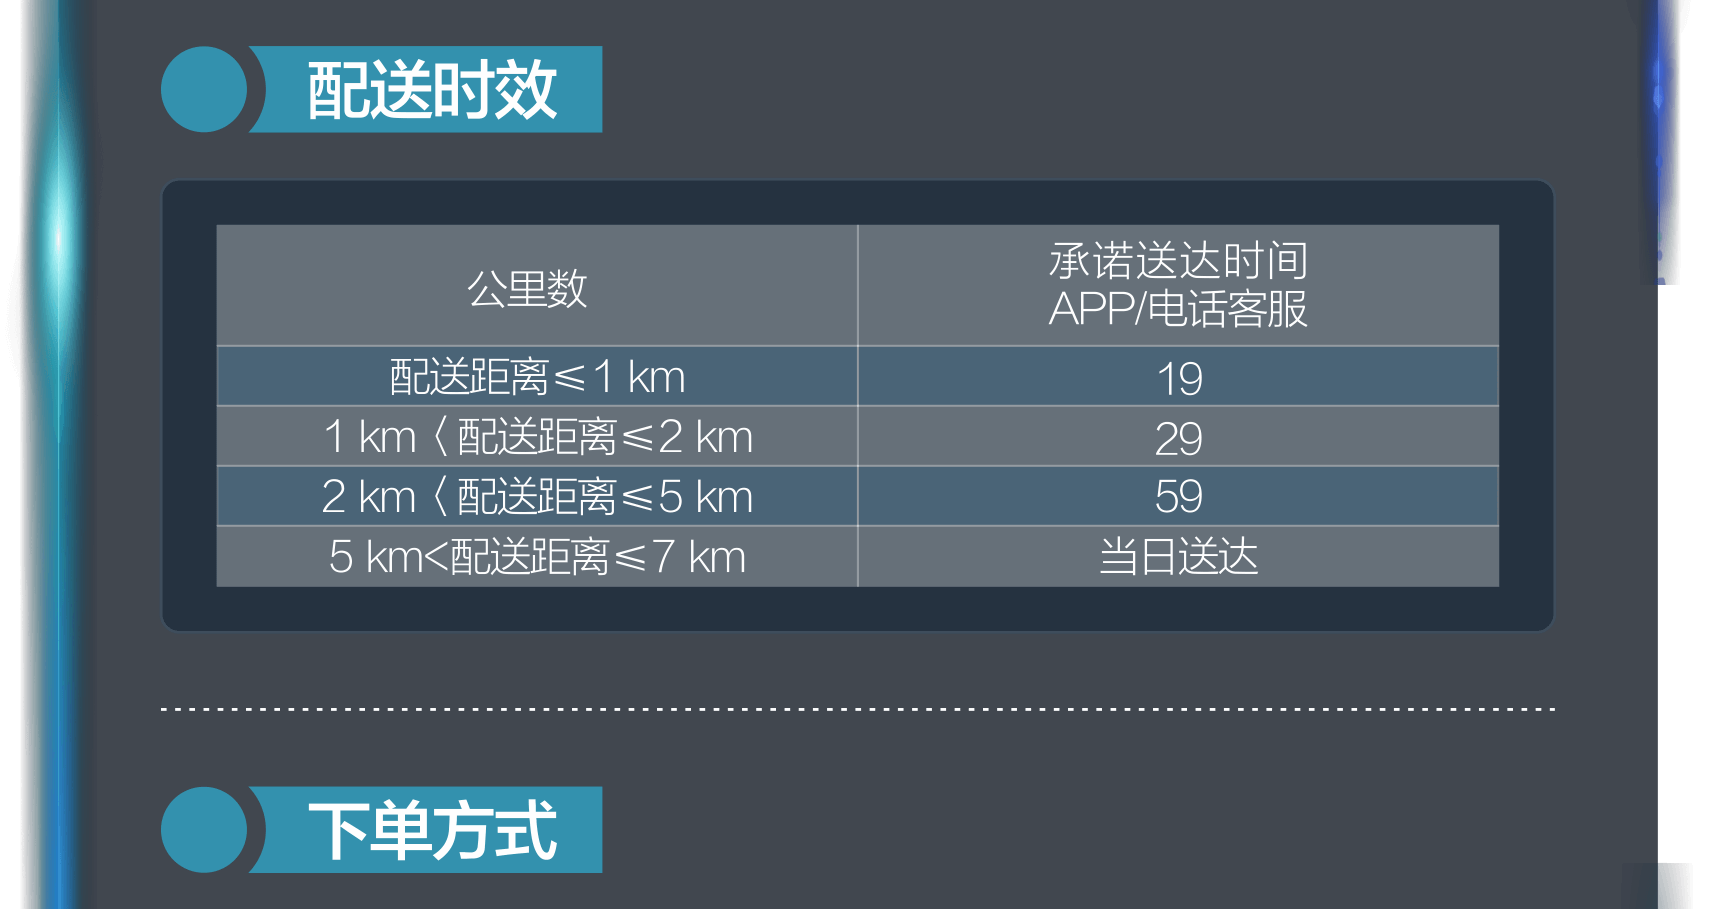 配送时效
公里数
承诺送达时间
APP/电话客服
配送距离≤1 km
19
1 km〈配送距离≤2 km
29
2 km〈配送距离≤5 km
59
5 km<配送距离≤7 km
当日送达
下单方式